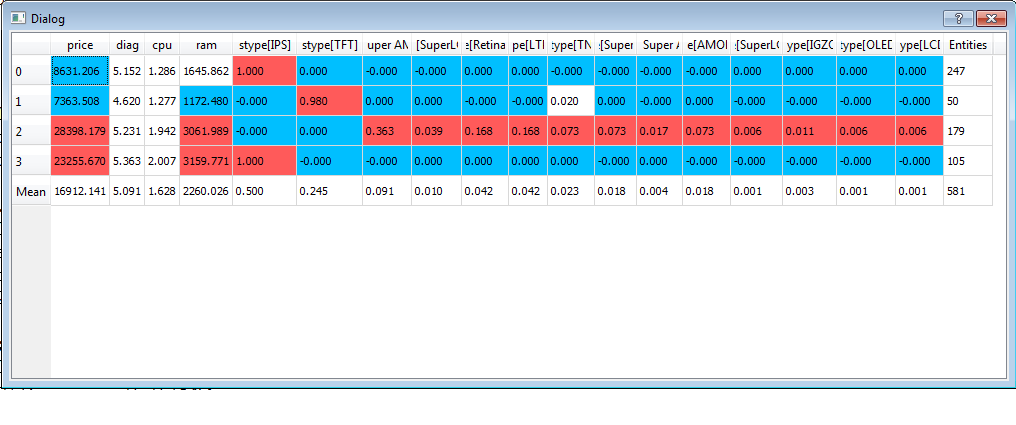 Dialog
price diag cpu ram stype[IPS] stype[TFT] uper AM [SuperLC e[Retina pe[LTI type[TN e[Super Super A e[AMOI [SuperLC ype[IGZC type[OLED ype[LCD Entities
0 8631.206 5.152 1.286 1645.862 1.000 0.000 -0.000 -0.000 0.000 0.000 0.000 -0.000 -0.000 -0.000 0.000 0.000 0.000 0.000 247
1 7363.508 4.620 1.277 1172.480 -0.000 0.980 0.000 0.000 -0.000 -0.000 0.020 0.000 -0.000 0.000 -0.000 -0.000 -0.000 -0.000 50
2 28398.179 5.231 1.942 3061.989 -0.000 0.000 0.363 0.039 0.168 0.168 0.073 0.073 0.017 0.073 0.006 0.011 0.006 0.006 179
3 23255.670 5.363 2.007 3159.771 1.000 -0.000 -0.000 0.000 0.000 0.000 0.000 -0.000 0.000 -0.000 -0.000 -0.000 -0.000 -0.000 105
Mean 16912.141 5.091 1.628 2260.026 0.500 0.245 0.091 0.010 0.042 0.042 0.023 0.018 0.004 0.018 0.001 0.003 0.001 0.001 581